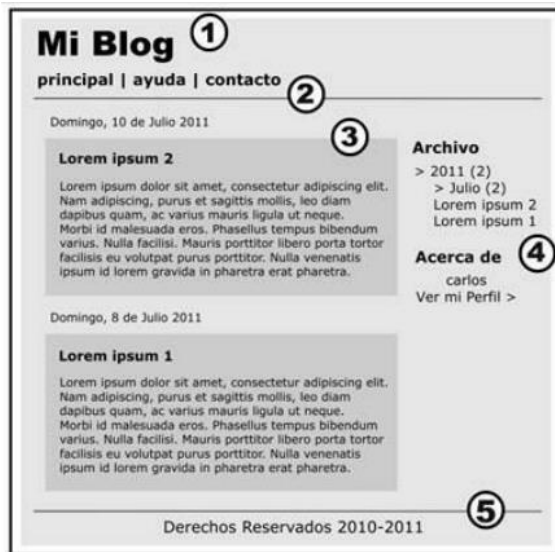 Mi Blog
1
principal | ayuda | contacto
2
Domingo, 10 de Julio 2011
3
Lorem ipsum 2
Lorem ipsum dolor sit amet, consectetur adipiscing elit.
Nam adipiscing, purus et sagittis mollis, leo diam
dapibus quam, ac varius mauris ligula ut neque.
Morbi id malesuada eros. Phasellus tempus bibendum
varius. Nulla facilisi. Mauris porttitor libero porta tortor
facilisis eu volutpat purus porttitor. Nulla venenatis
ipsum id lorem gravida in pharetra erat pharetra.
Domingo, 8 de Julio 2011
Lorem ipsum 1
Lorem ipsum dolor sit amet, consectetur adipiscing elit.
Nam adipiscing, purus et sagittis mollis, leo diam
dapibus quam, ac varius mauris ligula ut neque.
Morbi id malesuada eros. Phasellus tempus bibendum
varius. Nulla facilisi. Mauris porttitor libero porta tortor
facilisis eu volutpat purus porttitor. Nulla venenatis
ipsum id lorem gravida in pharetra erat pharetra.
Archivo
> 2011 (2)
> Julio (2)
Lorem ipsum 2
Lorem ipsum 1
Acerca de
4
carlos
Ver mi Perfil >
5
Derechos Reservados 2010-2011